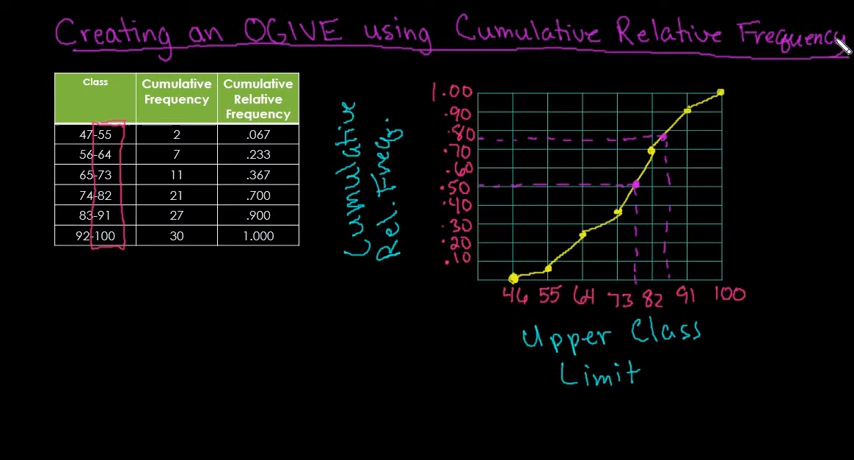 Creating an OGIVE using Cumulative Relative Frequency
Class Cumulative Frequency Cumulative Relative Frequency
47-55 2 .067
56-64 7 .233
65-73 11 .367
74-82 21 .700
83-91 27 .900
92-100 30 1.000
Cumulative
Rel. Freq.
1.00
.90
.80
.70
.60
.50
.40
.30
.20
.10
46 55 64 73 82 91 100
Upper Class
Limit